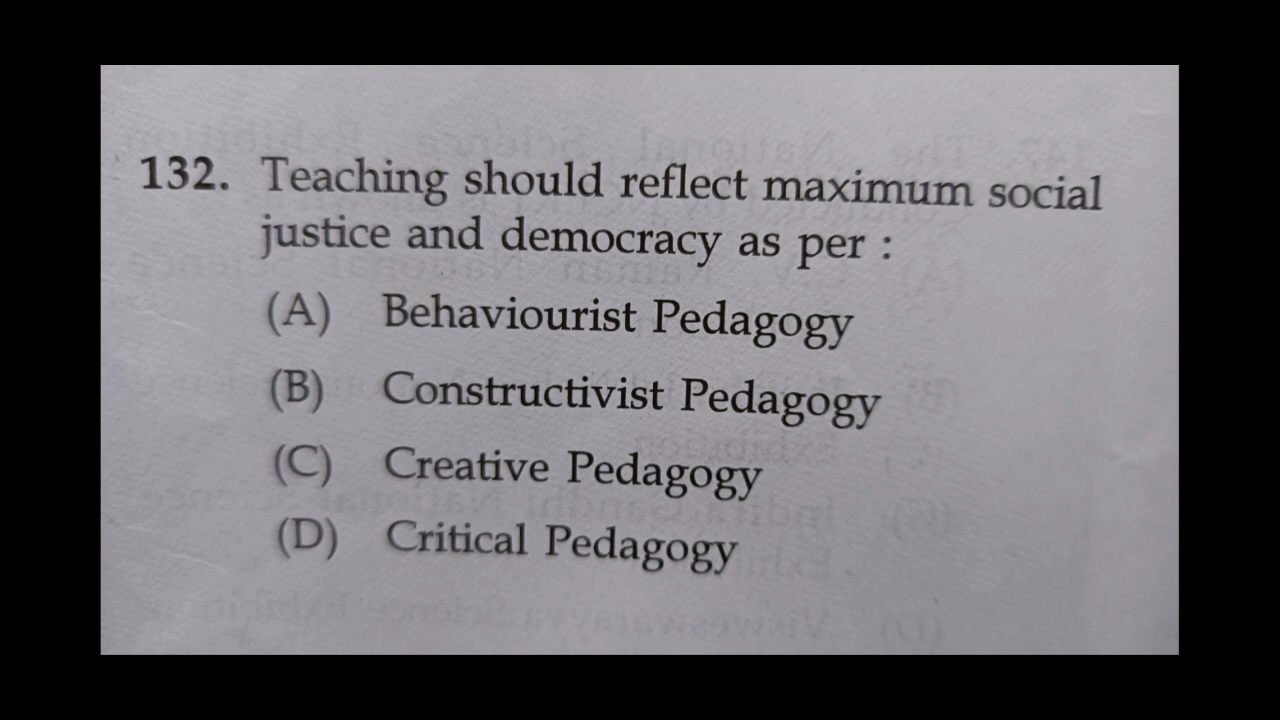 132. Teaching should reflect maximum social
justice and democracy as per :
(A) Behaviourist Pedagogy
(B) Constructivist Pedagogy
(C) Creative Pedagogy
(D) Critical Pedagogy